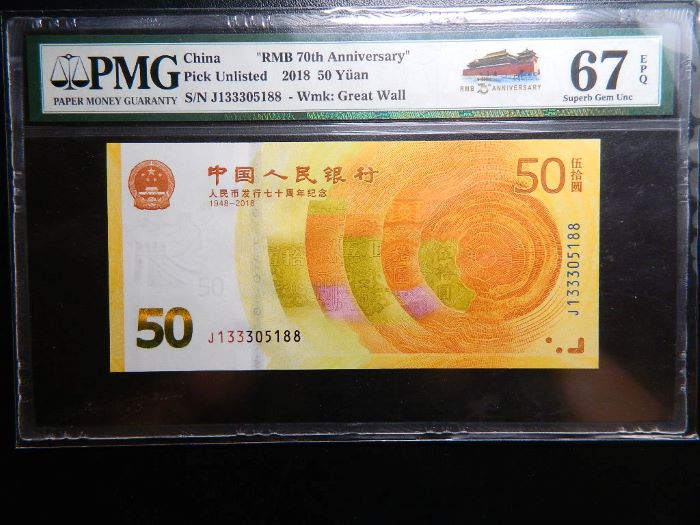 PMG
PAPER MONEY GUARANTY
China "RMB 70th Anniversary"
Pick Unlisted 2018 50 Yüan
S/N J133305188 - Wmk: Great Wall
RMB 70th ANNIVERSARY
67 EPQ
Superb Gem Unc
中国人民银行
人民币发行七十周年纪念
1948-2018
50 伍拾圆
50
50
J133305188
J133305188